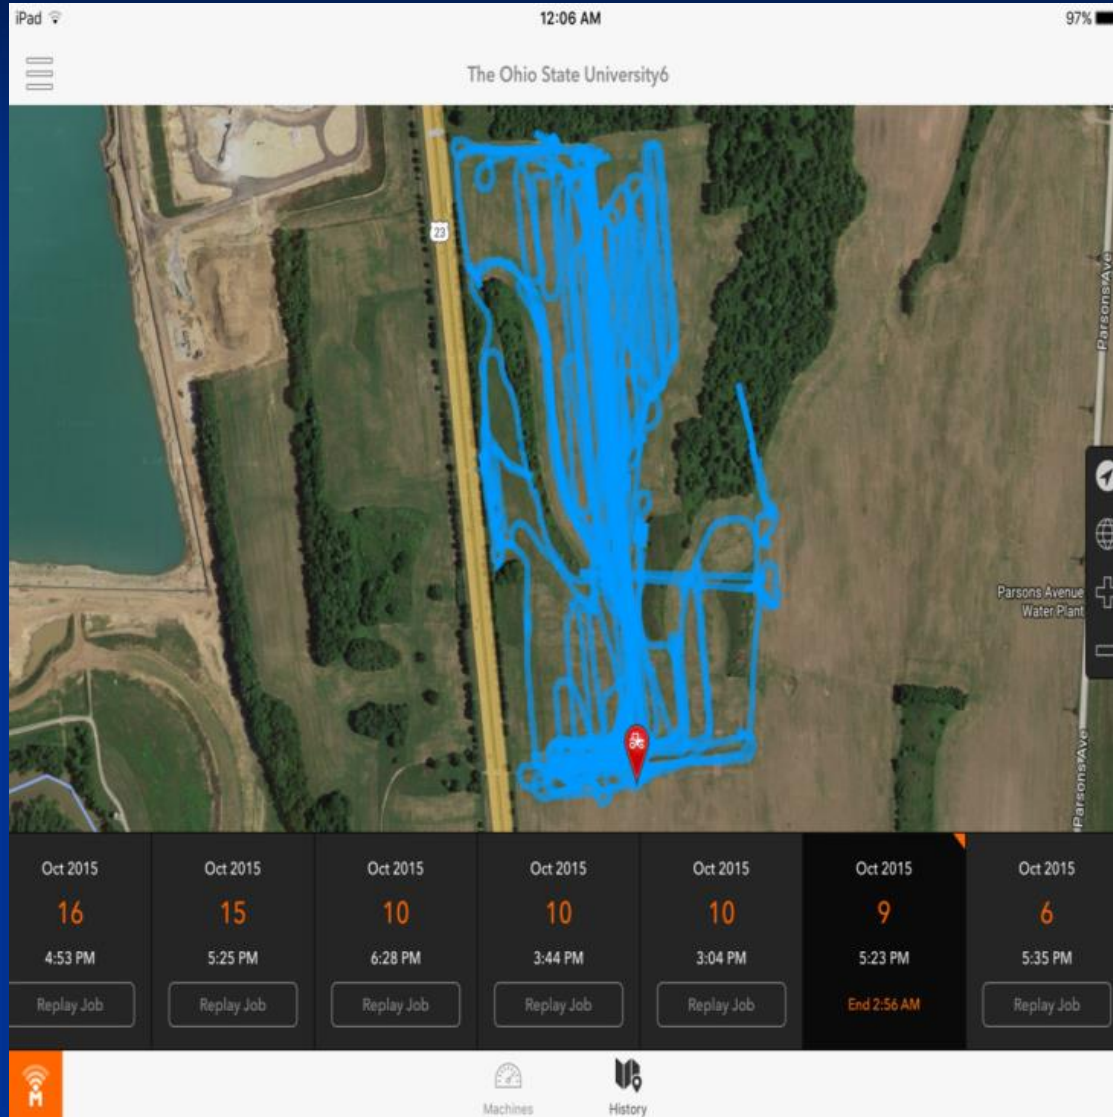 iPad 12:06 AM 97%
The Ohio State University6
23
Parsons Ave
Parsons Avenue
Water Plant
Parsons Ave
Oct 2015 Oct 2015 Oct 2015 Oct 2015 Oct 2015 Oct 2015 Oct 2015
16 15 10 10 10 9 6
4:53 PM 5:25 PM 6:28 PM 3:44 PM 3:04 PM 5:23 PM 5:35 PM
Replay Job Replay Job Replay Job Replay Job Replay Job End 2:56 AM Replay Job
M
Machines History